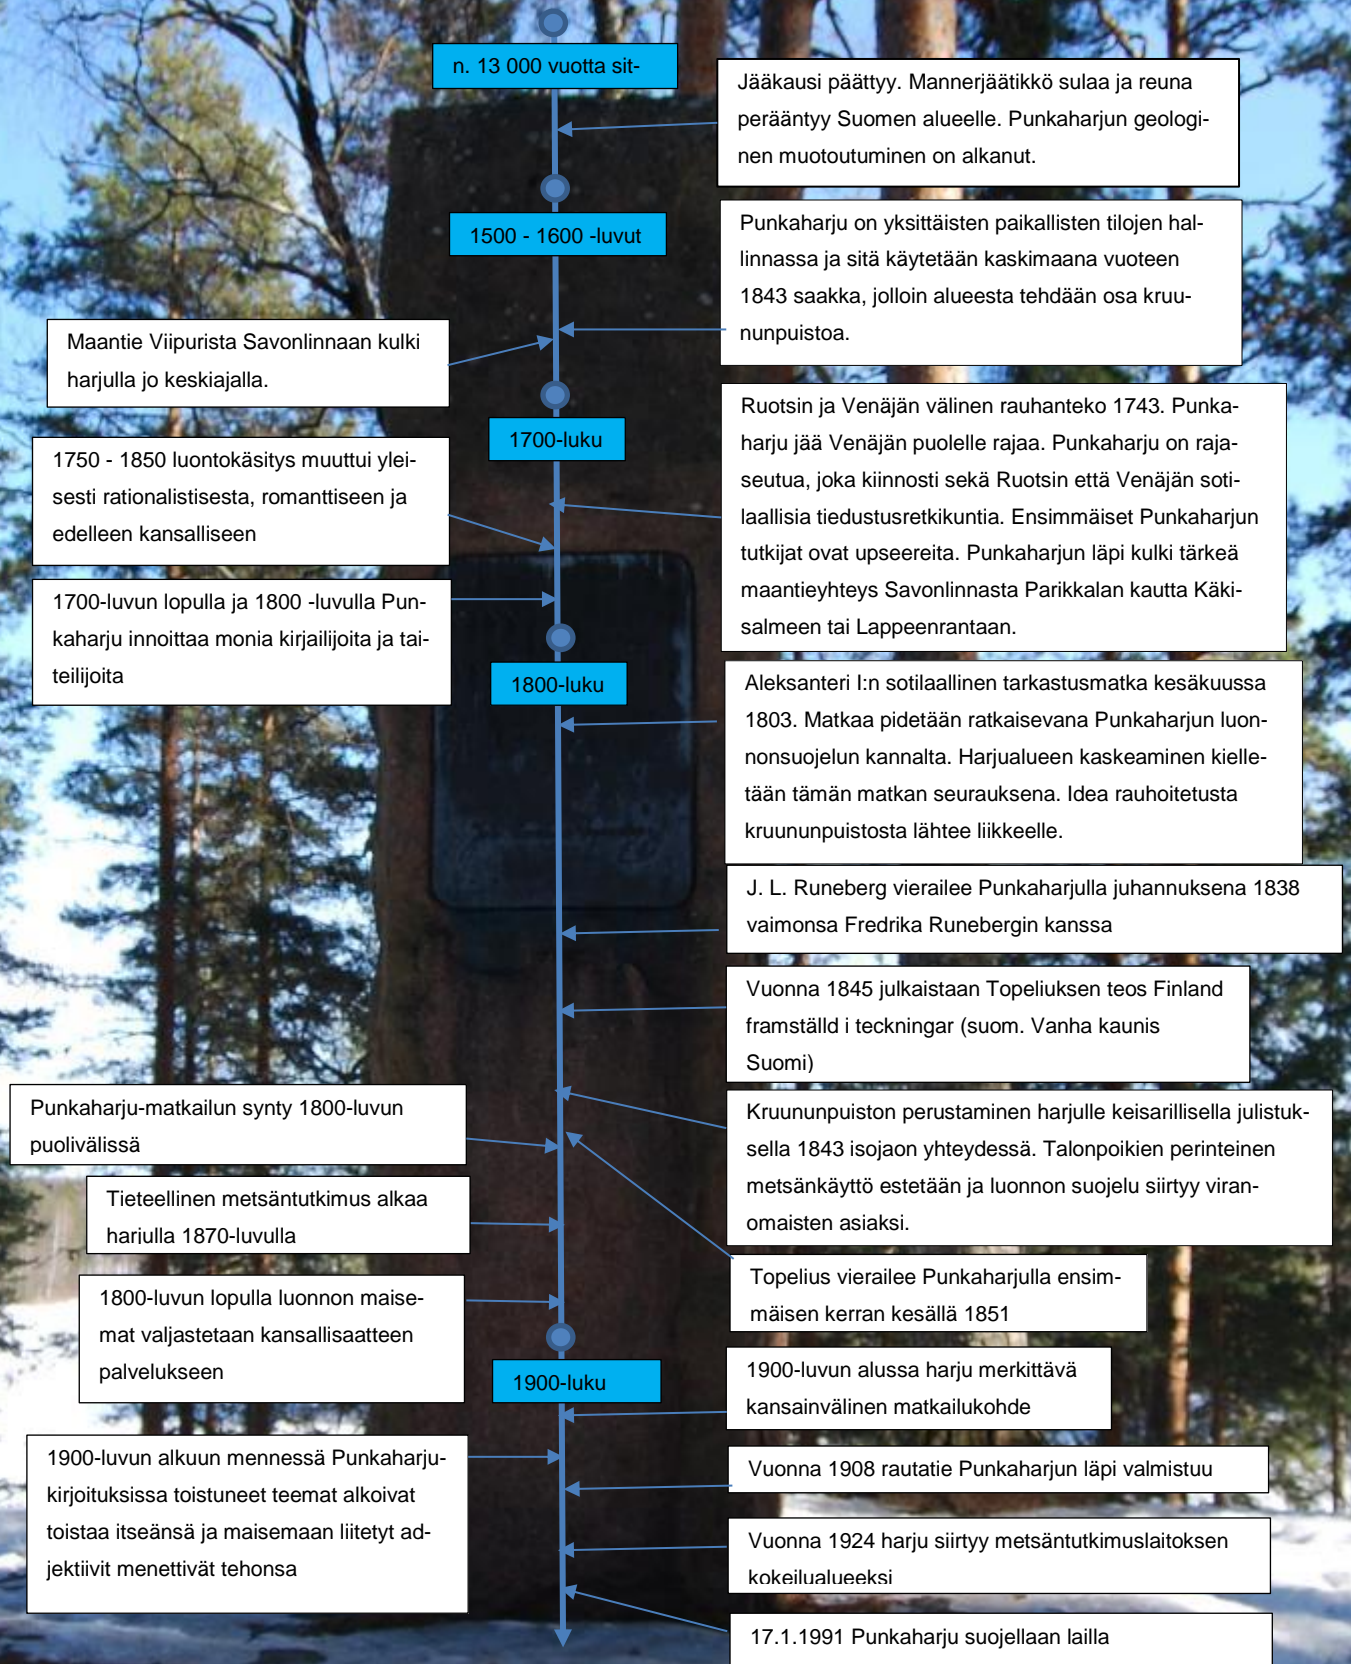 n. 13 000 vuotta sit-
Jääkausi päättyy. Mannerjäätikkö sulaa ja reuna
perääntyy Suomen alueelle. Punkaharjun geologi-
nen muotoutuminen on alkanut.
1500 - 1600 -luvut
Punkaharju on yksittäisten paikallisten tilojen hal-
linnassa ja sitä käytetään kaskimaana vuoteen
1843 saakka, jolloin alueesta tehdään osa kruu-
nunpuistoa.
Maantie Viipurista Savonlinnaan kulki
harjulla jo keskiajalla.
1700-luku
Ruotsin ja Venäjän välinen rauhanteko 1743. Punka-
harju jää Venäjän puolelle rajaa. Punkaharju on raja-
seutua, joka kiinnosti sekä Ruotsin että Venäjän soti-
laallisia tiedustusretkikuntia. Ensimmäiset Punkaharjun
tutkijat ovat upseereita. Punkaharjun läpi kulki tärkeä
maantieyhteys Savonlinnasta Parikkalan kautta Käki-
salmeen tai Lappeenrantaan.
1750 - 1850 luontokäsitys muuttui ylei-
sesti rationalistisesta, romanttiseen ja
edelleen kansalliseen
1700-luvun lopulla ja 1800 -luvulla Pun-
kaharju innoittaa monia kirjailijoita ja tai-
teilijoita
1800-luku
Aleksanteri I:n sotilaallinen tarkastusmatka kesäkuussa
1803. Matkaa pidetään ratkaisevana Punkaharjun luon-
nonsuojelun kannalta. Harjualueen kaskeaminen kielle-
tään tämän matkan seurauksena. Idea rauhoitetusta
kruununpuistosta lähtee liikkeelle.
J. L. Runeberg vierailee Punkaharjulla juhannuksena 1838
vaimonsa Fredrika Runebergin kanssa
Vuonna 1845 julkaistaan Topeliuksen teos Finland
framställd i teckningar (suom. Vanha kaunis
Suomi)
Punkaharju-matkailun synty 1800-luvun
puolivälissä
Kruununpuiston perustaminen harjulle keisarillisella julistuk-
sella 1843 isojaon yhteydessä. Talonpoikien perinteinen
metsänkäyttö estetään ja luonnon suojelu siirtyy viran-
omaisten asiaksi.
Tieteellinen metsäntutkimus alkaa
harjulla 1870-luvulla
Topelius vierailee Punkaharjulla ensim-
mäisen kerran kesällä 1851
1800-luvun lopulla luonnon maise-
mat valjastetaan kansallisaatteen
palvelukseen
1900-luku
1900-luvun alussa harju merkittävä
kansainvälinen matkailukohde
1900-luvun alkuun mennessä Punkaharju-
kirjoituksissa toistuneet teemat alkoivat
toistaa itseänsä ja maisemaan liitetyt ad-
jektiivit menettivät tehonsa
Vuonna 1908 rautatie Punkaharjun läpi valmistuu
Vuonna 1924 harju siirtyy metsäntutkimuslaitoksen
kokeilualueeksi
17.1.1991 Punkaharju suojellaan lailla